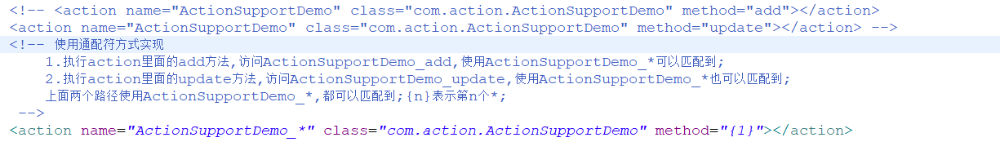 <!-- <action name="ActionSupportDemo" class="com.action.ActionSupportDemo" method="add"></action>
<action name="ActionSupportDemo" class="com.action.ActionSupportDemo" method="update"></action> -->
<!-- 使用通配符方式实现
1.执行action里面的add方法,访问ActionSupportDemo_add,使用ActionSupportDemo_*可以匹配到;
2.执行action里面的update方法,访问ActionSupportDemo_update,使用ActionSupportDemo_*也可以匹配到;
上面两个路径使用ActionSupportDemo_*,都可以匹配到;{n}表示第n个*;
-->
<action name="ActionSupportDemo_*" class="com.action.ActionSupportDemo" method="{1}"></action>